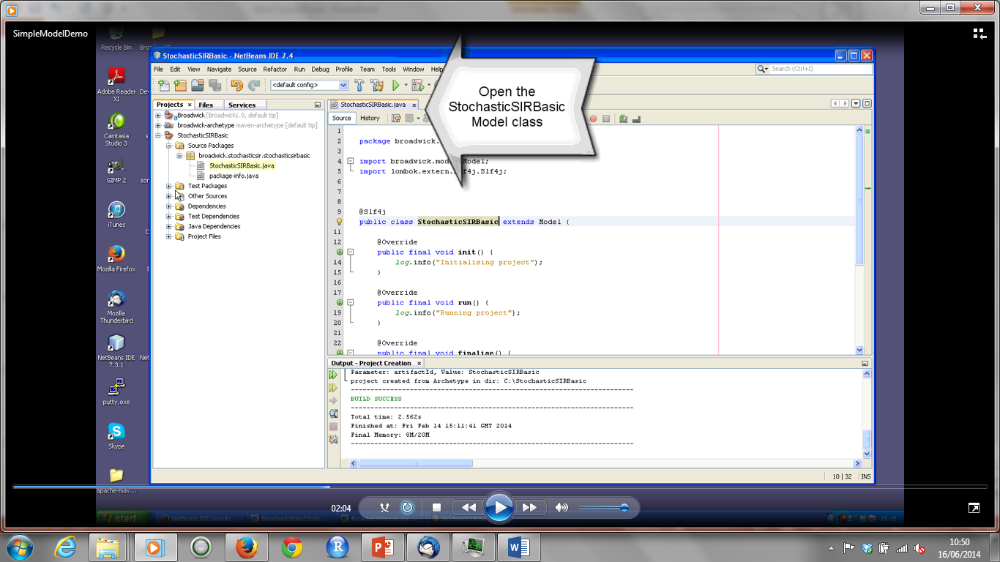 SimpleModelDemo
Recycle Bin
Adobe Reader
XI
Camtasia
Studio 3
GIMP 2
iTunes
Mozilla Firefox
Mozilla
Thunderbird
NetBeans IDE
7.3.1
putty.exe
Skype
apache-mav...
StochasticSIRBasic - NetBeans IDE 7.4
File Edit View Navigate Source Refactor Run Debug Profile Team Tools Window Help
Search (Ctrl+I)
<default config>
Open the
StochasticSIRBasic
Model class
Projects × Files Services
Broadwick [Broadwick1.0, default tip]
broadwick-archetype maven-archetype [default tip]
StochasticSIRBasic
Source Packages
broadwick.stochasticsir.stochasticsirbasic
StochasticSIRBasic.java
package-info.java
Test Packages
Other Sources
Dependencies
Test Dependencies
Java Dependencies
Project Files
StochasticSIRBasic.java ×
Source History
1
2 package broadwick.
3
4 import broadwick.mod Model;
5 import lombok.extern. f4j.Slf4j;
6
7
8
9 @Slf4j
public class StochasticSIRBasic extends Model {
11
12 @Override
public final void init() {
14 log.info("Initialising project");
15 }
16
17 @Override
public final void run() {
19 log.info("Running project");
20 }
21
22 @Override
public final void finalise() {
Output - Project Creation ×
Parameter: artifactId, Value: StochasticSIRBasic
project created from Archetype in dir: C:\StochasticSIRBasic
------------------------------------------------------------------------
BUILD SUCCESS
------------------------------------------------------------------------
Total time: 2.562s
Finished at: Fri Feb 14 15:11:41 GMT 2014
Final Memory: 8M/20M
------------------------------------------------------------------------
10 | 32 INS
02:04
start
NetBeans IDE Downlo...
BroadwickVideo2Scrip...
15:15
10:50
16/06/2014